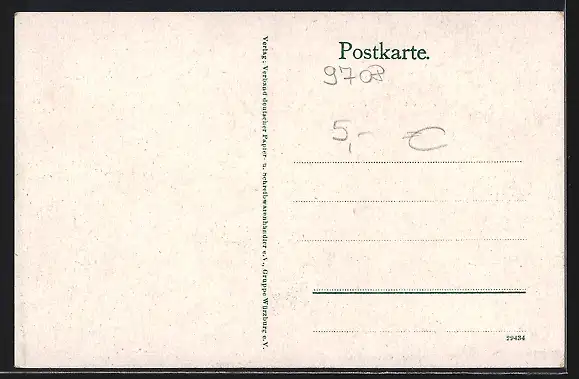 Postkarte.
9708
5,- €
Verlag: Verband deutscher Papier- u. Schreibwarenhändler e.V., Gruppe Würzburg e.V.
29434